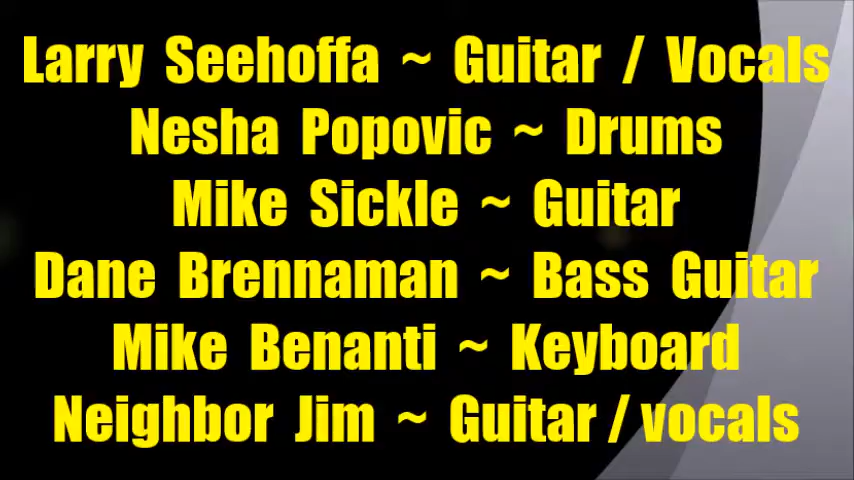 Larry Seehoffa ~ Guitar / Vocals
Nesha Popovic ~ Drums
Mike Sickle ~ Guitar
Dane Brennaman ~ Bass Guitar
Mike Benanti ~ Keyboard
Neighbor Jim ~ Guitar / vocals